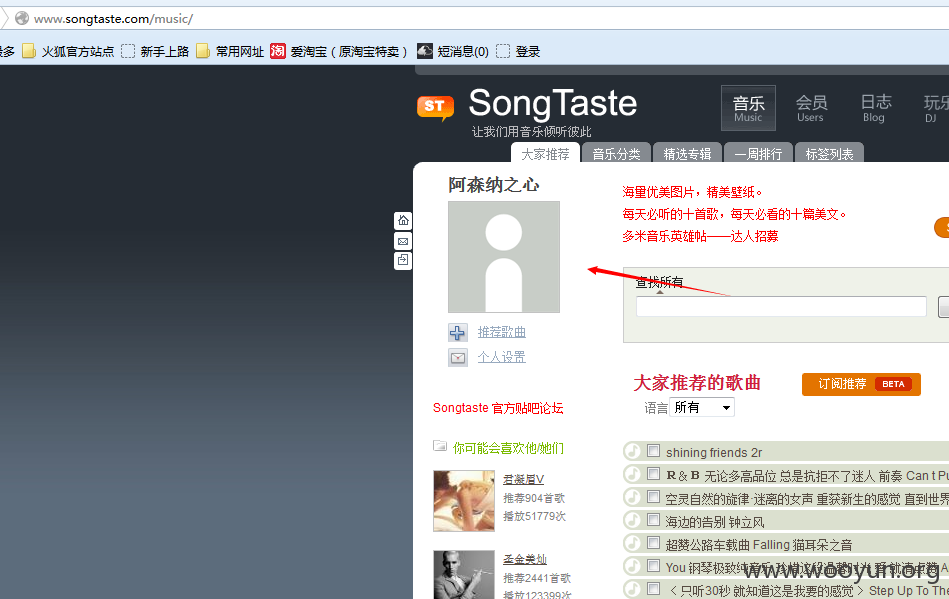 www.songtaste.com/music/
最多 火狐官方站点 新手上路 常用网址 爱淘宝（原淘宝特卖） 短消息(0) 登录
ST SongTaste
让我们用音乐倾听彼此
音乐 会员 日志 玩乐
Music Users Blog DJ
大家推荐 音乐分类 精选专辑 一周排行 标签列表
阿森纳之心
海量优美图片，精美壁纸。
每天必听的十首歌，每天必看的十篇美文。
多米音乐英雄帖——达人招募
查找所有
推荐歌曲
个人设置
大家推荐的歌曲 订阅推荐 BETA
语言 所有
Songtaste 官方贴吧论坛
你可能会喜欢他/她们
君凝眉V
推荐904首歌
播放51779次
圣金美灿
推荐2441首歌
播放123399次
shining friends 2r
R & B 无论多高品位 总是抗拒不了迷人 前奏 Can t Pu
空灵自然的旋律·迷离的女声 重获新生的感觉 直到世界
海边的告别 钟立风
超赞公路车载曲 Falling 猫耳朵之音
You 钢琴极致纯音乐
〈 只听30秒 就知道这是我要的感觉 〉 Step Up To The
www.wooyun.org